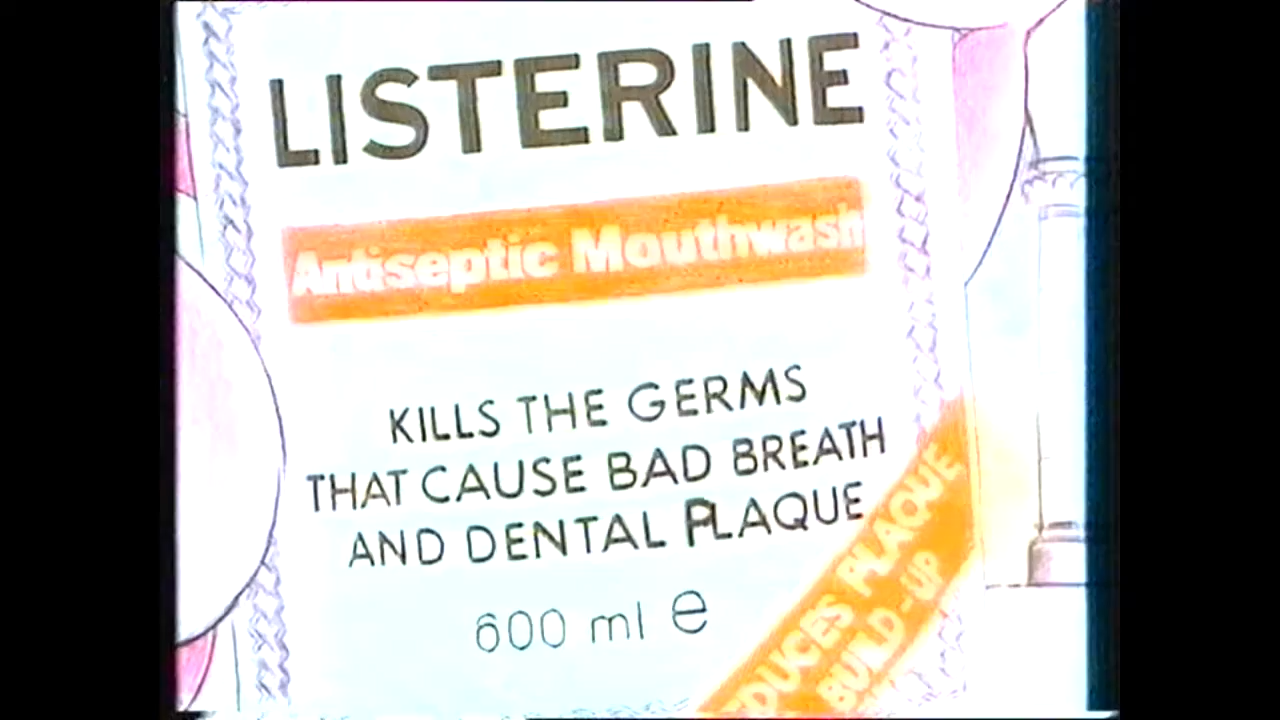 LISTERINE
Antiseptic Mouthwash
KILLS THE GERMS
THAT CAUSE BAD BREATH
AND DENTAL PLAQUE
600 ml e
PLAQUE
BUILD-UP